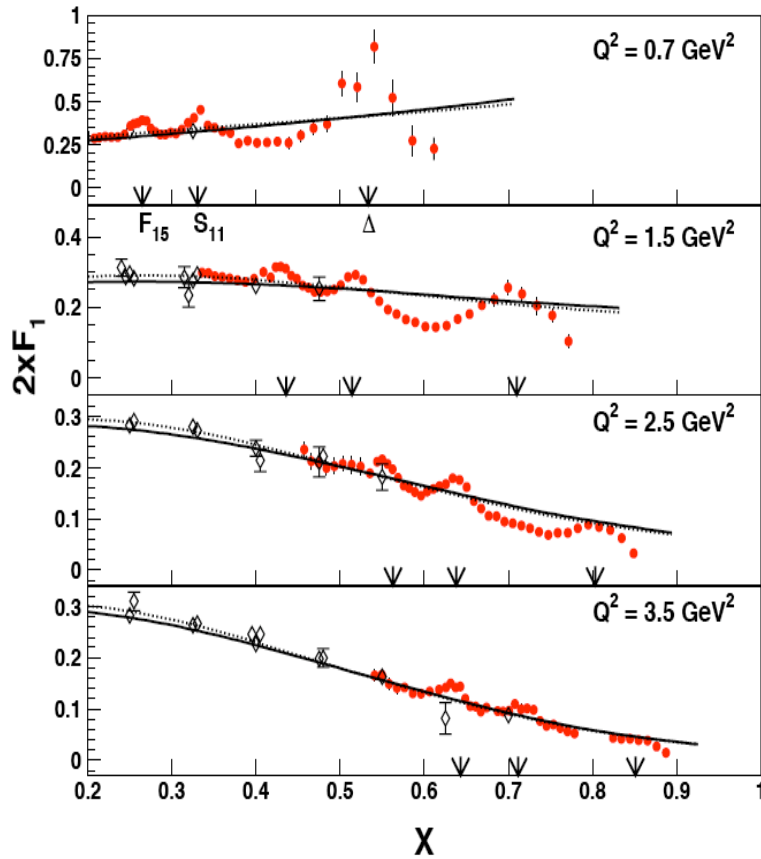 1
0.75
0.5
0.25
0
Q² = 0.7 GeV²
F₁₅ S₁₁ Δ
0.4
0.2
0
Q² = 1.5 GeV²
2xF₁
0.3
0.2
0.1
0
Q² = 2.5 GeV²
0.3
0.2
0.1
0
Q² = 3.5 GeV²
0.2 0.3 0.4 0.5 0.6 0.7 0.8 0.9 1
X